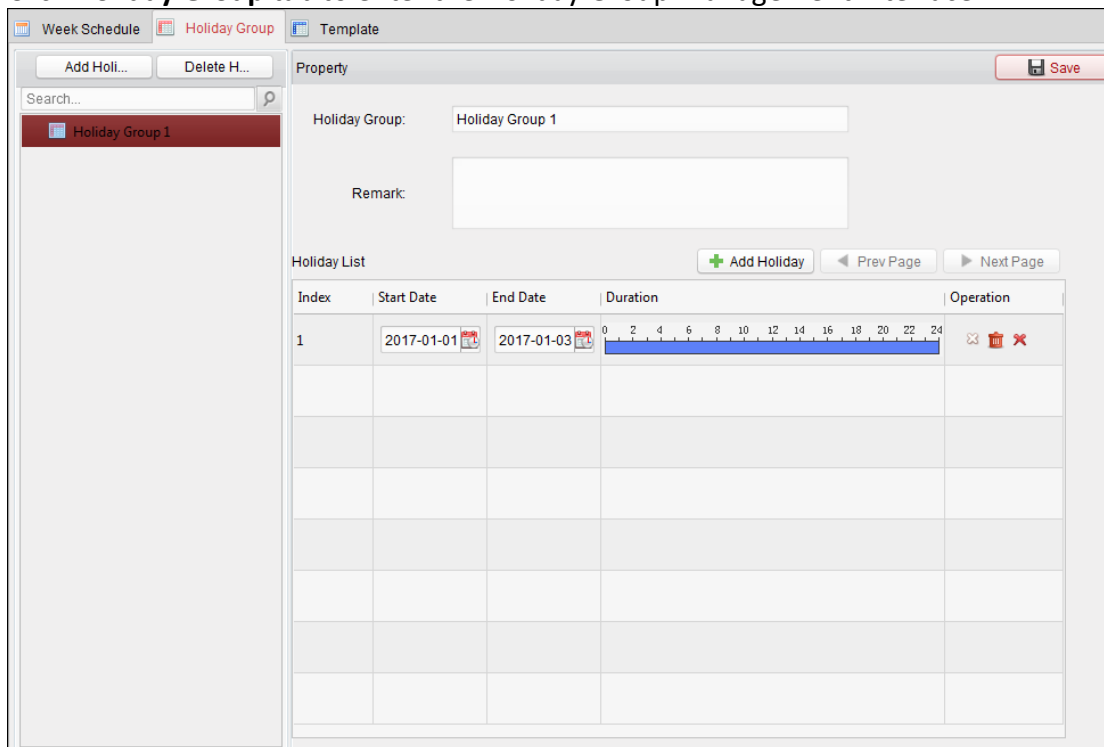 Week Schedule Holiday Group Template
Add Holi... Delete H... Property Save
Search...
Holiday Group 1
Holiday Group: Holiday Group 1
Remark:
Holiday List Add Holiday Prev Page Next Page
Index Start Date End Date Duration Operation
0 2 4 6 8 10 12 14 16 18 20 22 24
1 2017-01-01 2017-01-03